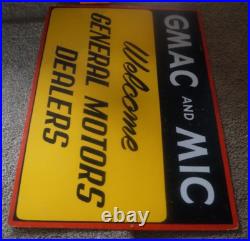 GMAC AND MIC
Welcome
GENERAL MOTORS
DEALERS